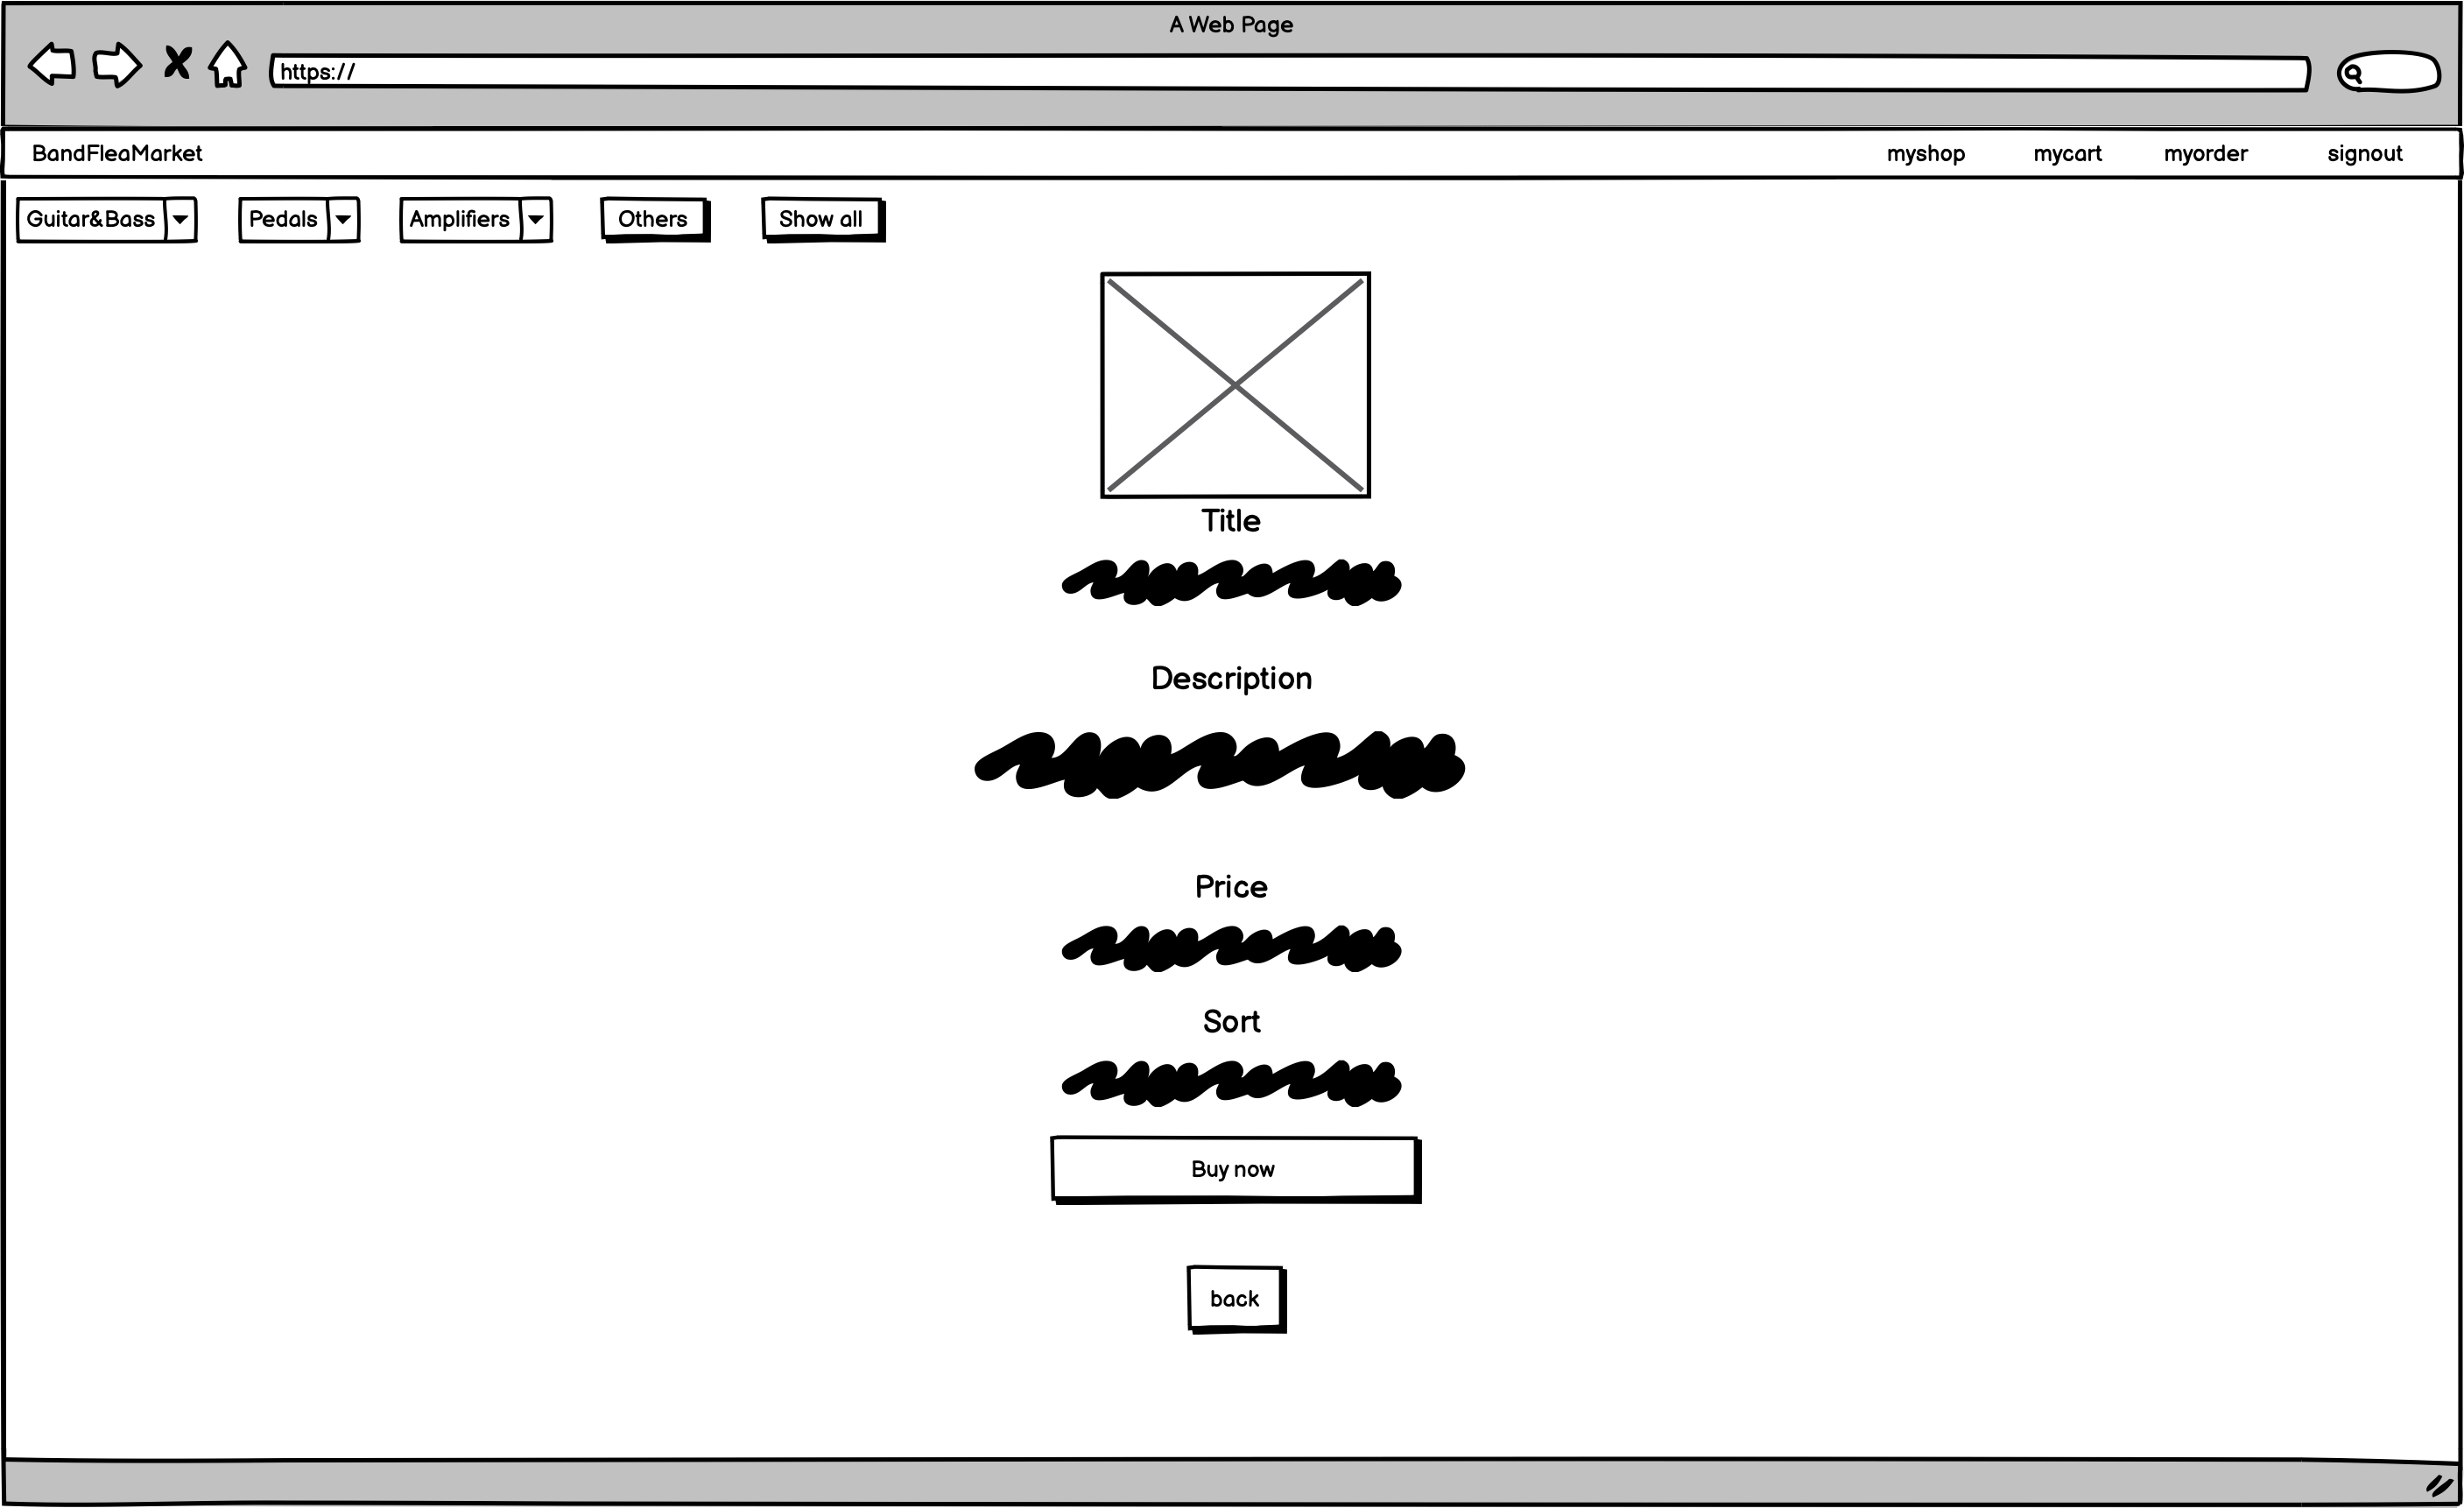 A Web Page
https://
BandFleaMarket myshop mycart myorder signout
Guitar&Bass Pedals Amplifiers Others Show all
Title
Description
Price
Sort
Buy now
back